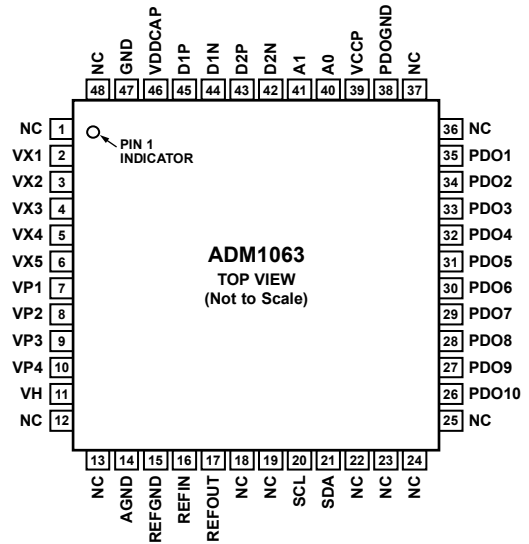 NC
GND
VDDCAP
D1P
D1N
D2P
D2N
A1
A0
VCCP
PDOGND
NC
48
47
46
45
44
43
42
41
40
39
38
37
NC 1
VX1 2
VX2 3
VX3 4
VX4 5
VX5 6
VP1 7
VP2 8
VP3 9
VP4 10
VH 11
NC 12
PIN 1
INDICATOR
ADM1063
TOP VIEW
(Not to Scale)
36 NC
35 PDO1
34 PDO2
33 PDO3
32 PDO4
31 PDO5
30 PDO6
29 PDO7
28 PDO8
27 PDO9
26 PDO10
25 NC
13
14
15
16
17
18
19
20
21
22
23
24
NC
AGND
REFGND
REFIN
REFOUT
NC
NC
SCL
SDA
NC
NC
NC